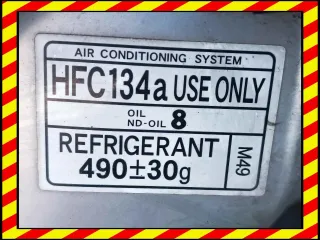 AIR CONDITIONING SYSTEM
HFC134a USE ONLY
OIL
ND-OIL 8
REFRIGERANT
490±30g
M49